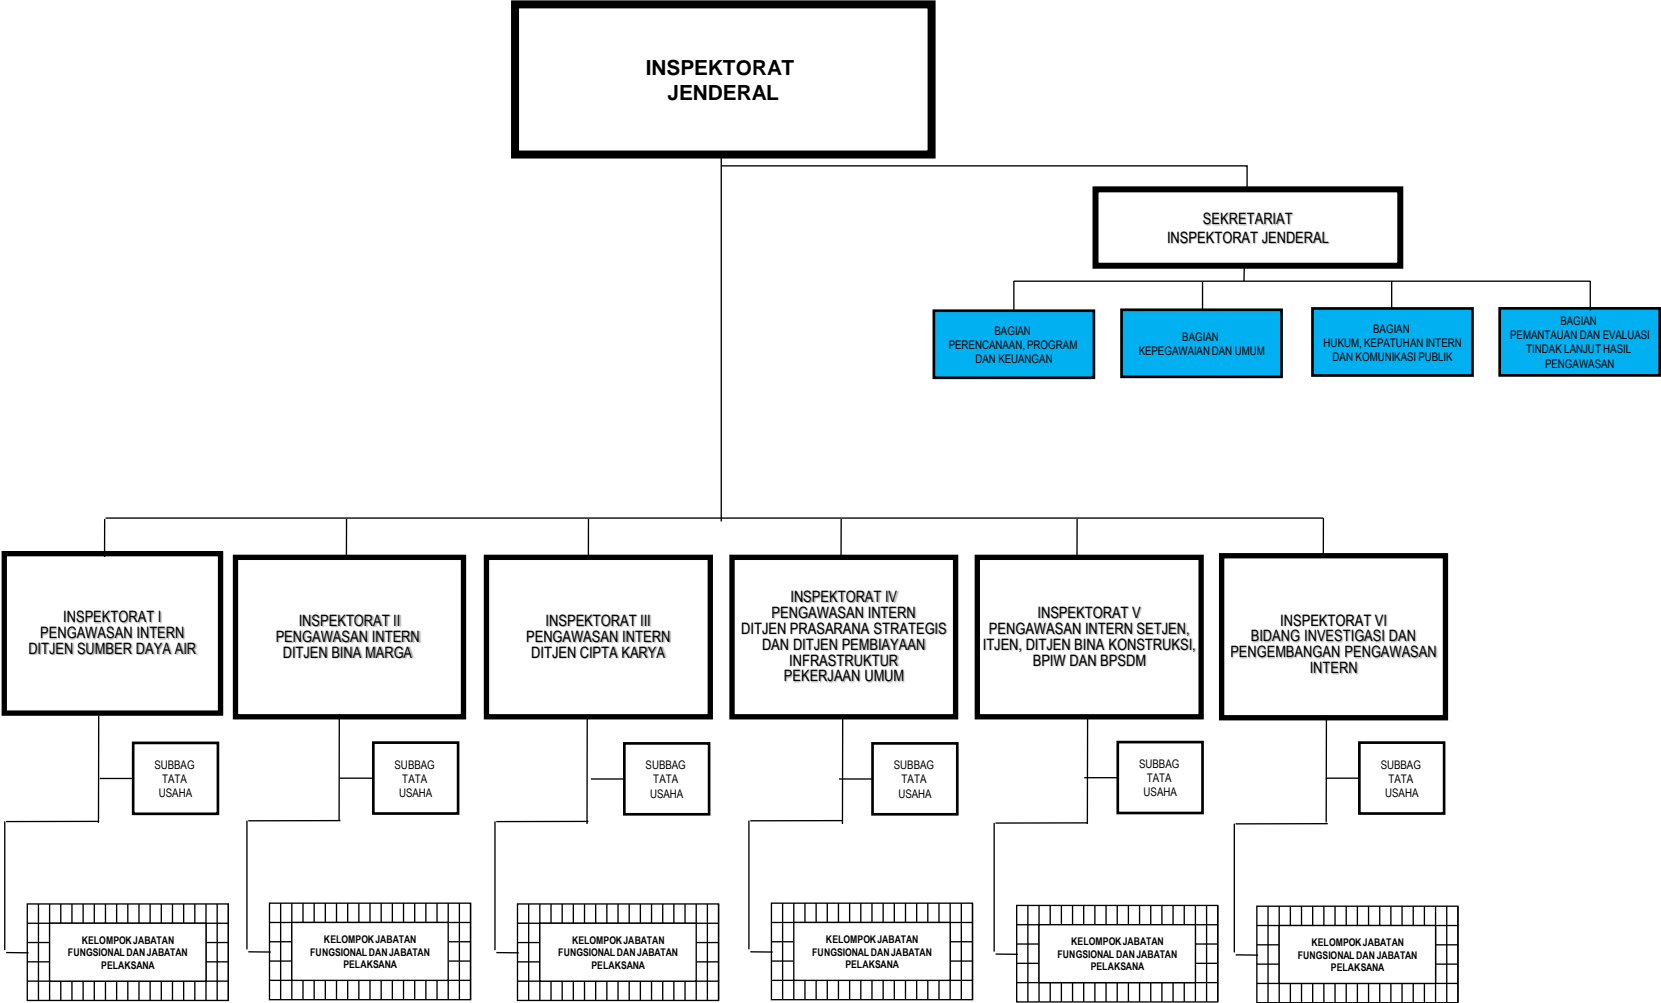 INSPEKTORAT
JENDERAL
SEKRETARIAT
INSPEKTORAT JENDERAL
BAGIAN
PERENCANAAN, PROGRAM
DAN KEUANGAN
BAGIAN
KEPEGAWAIAN DAN UMUM
BAGIAN
HUKUM, KEPATUHAN INTERN
DAN KOMUNIKASI PUBLIK
BAGIAN
PEMANTAUAN DAN EVALUASI
TINDAK LANJUT HASIL
PENGAWASAN
INSPEKTORAT I
PENGAWASAN INTERN
DITJEN SUMBER DAYA AIR
INSPEKTORAT II
PENGAWASAN INTERN
DITJEN BINA MARGA
INSPEKTORAT III
PENGAWASAN INTERN
DITJEN CIPTA KARYA
INSPEKTORAT IV
PENGAWASAN INTERN
DITJEN PRASARANA STRATEGIS
DAN DITJEN PEMBIAYAAN
INFRASTRUKTUR
PEKERJAAN UMUM
INSPEKTORAT V
PENGAWASAN INTERN SETJEN,
ITJEN, DITJEN BINA KONSTRUKSI,
BPIW DAN BPSDM
INSPEKTORAT VI
BIDANG INVESTIGASI DAN
PENGEMBANGAN PENGAWASAN
INTERN
SUBBAG
TATA
USAHA
SUBBAG
TATA
USAHA
SUBBAG
TATA
USAHA
SUBBAG
TATA
USAHA
SUBBAG
TATA
USAHA
SUBBAG
TATA
USAHA
KELOMPOK JABATAN
FUNGSIONAL DAN JABATAN
PELAKSANA
KELOMPOK JABATAN
FUNGSIONAL DAN JABATAN
PELAKSANA
KELOMPOK JABATAN
FUNGSIONAL DAN JABATAN
PELAKSANA
KELOMPOK JABATAN
FUNGSIONAL DAN JABATAN
PELAKSANA
KELOMPOK JABATAN
FUNGSIONAL DAN JABATAN
PELAKSANA
KELOMPOK JABATAN
FUNGSIONAL DAN JABATAN
PELAKSANA